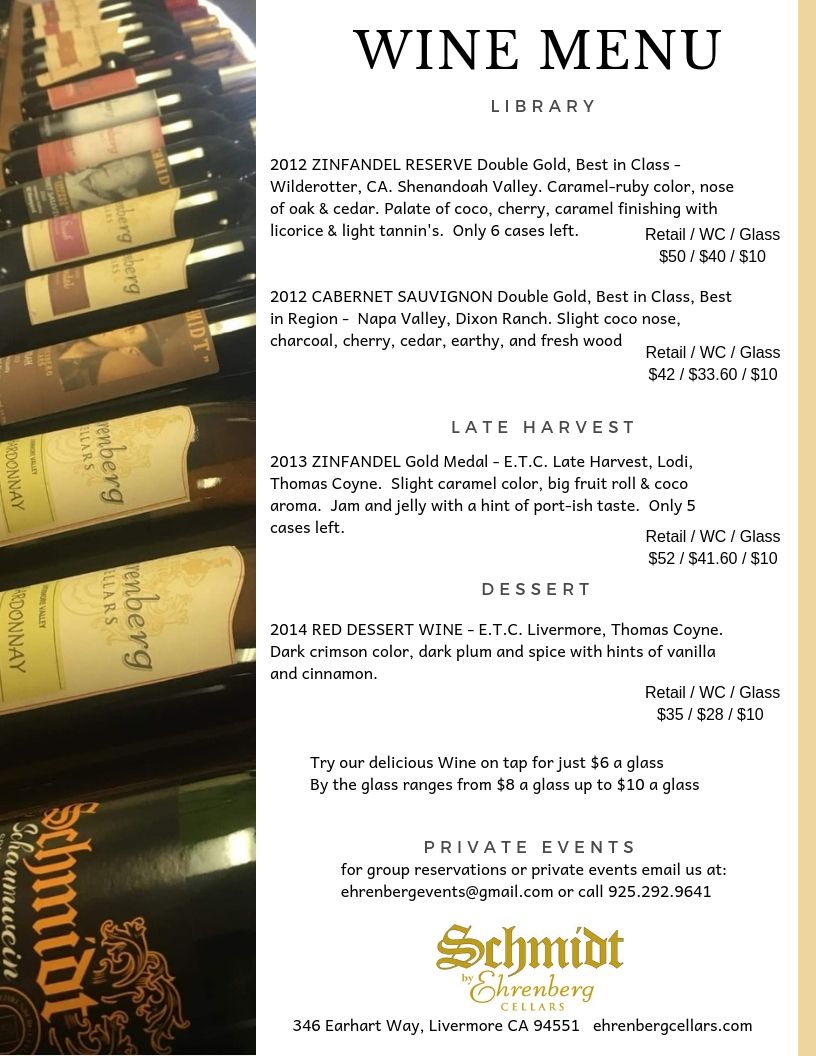 WINE MENU
LIBRARY
2012 ZINFANDEL RESERVE Double Gold, Best in Class -
Wilderotter, CA. Shenandoah Valley. Caramel-ruby color, nose
of oak & cedar. Palate of coco, cherry, caramel finishing with
licorice & light tannin's. Only 6 cases left.
Retail / WC / Glass
$50 / $40 / $10
2012 CABERNET SAUVIGNON Double Gold, Best in Class, Best
in Region - Napa Valley, Dixon Ranch. Slight coco nose,
charcoal, cherry, cedar, earthy, and fresh wood
Retail / WC / Glass
$42 / $33.60 / $10
LATE HARVEST
2013 ZINFANDEL Gold Medal - E.T.C. Late Harvest, Lodi,
Thomas Coyne. Slight caramel color, big fruit roll & coco
aroma. Jam and jelly with a hint of port-ish taste. Only 5
cases left.
Retail / WC / Glass
$52 / $41.60 / $10
DESSERT
2014 RED DESSERT WINE - E.T.C. Livermore, Thomas Coyne.
Dark crimson color, dark plum and spice with hints of vanilla
and cinnamon.
Retail / WC / Glass
$35 / $28 / $10
Try our delicious Wine on tap for just $6 a glass
By the glass ranges from $8 a glass up to $10 a glass
PRIVATE EVENTS
for group reservations or private events email us at:
ehrenbergevents@gmail.com or call 925.292.9641
Schmidt
by Ehrenberg
CELLARS
346 Earhart Way, Livermore CA 94551 ehrenbergcellars.com
Schmidt